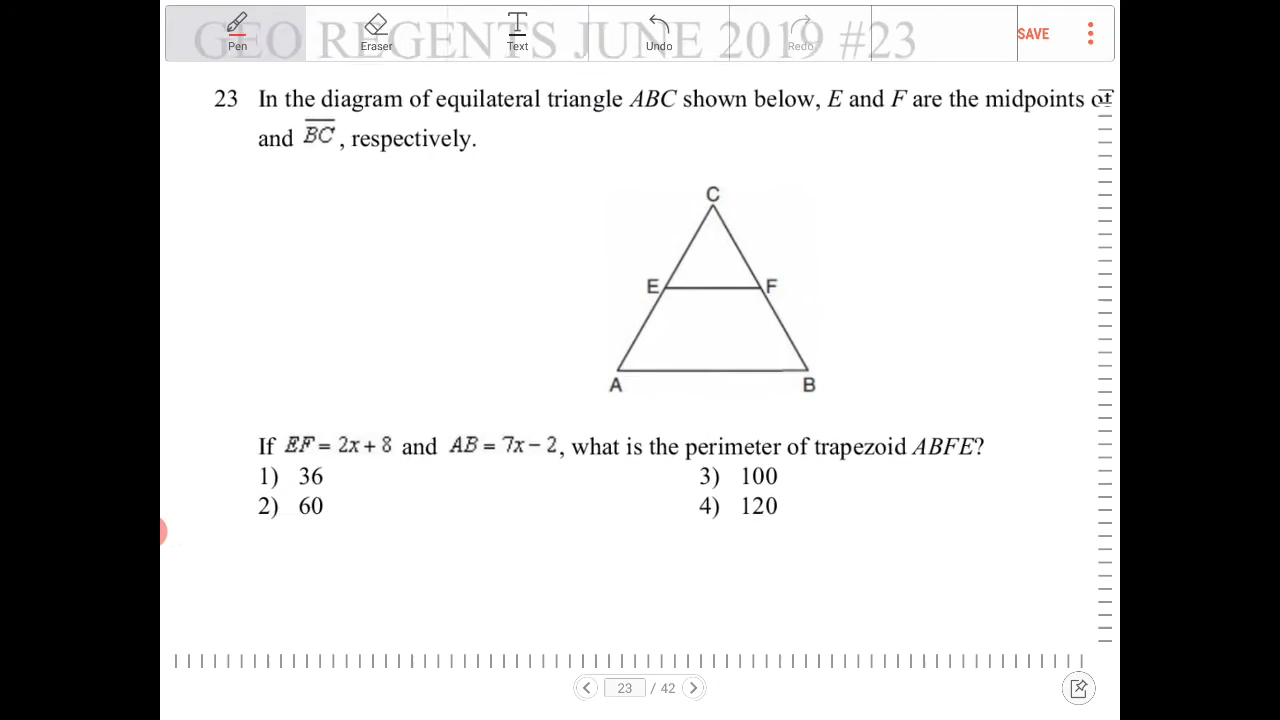 GEO REGENTS JUNE 2019 #23
Pen Eraser Text Undo Redo SAVE
23 In the diagram of equilateral triangle ABC shown below, E and F are the midpoints of
and BC, respectively.
C
E F
A B
If EF = 2x + 8 and AB = 7x − 2, what is the perimeter of trapezoid ABFE?
1) 36 3) 100
2) 60 4) 120
23 / 42